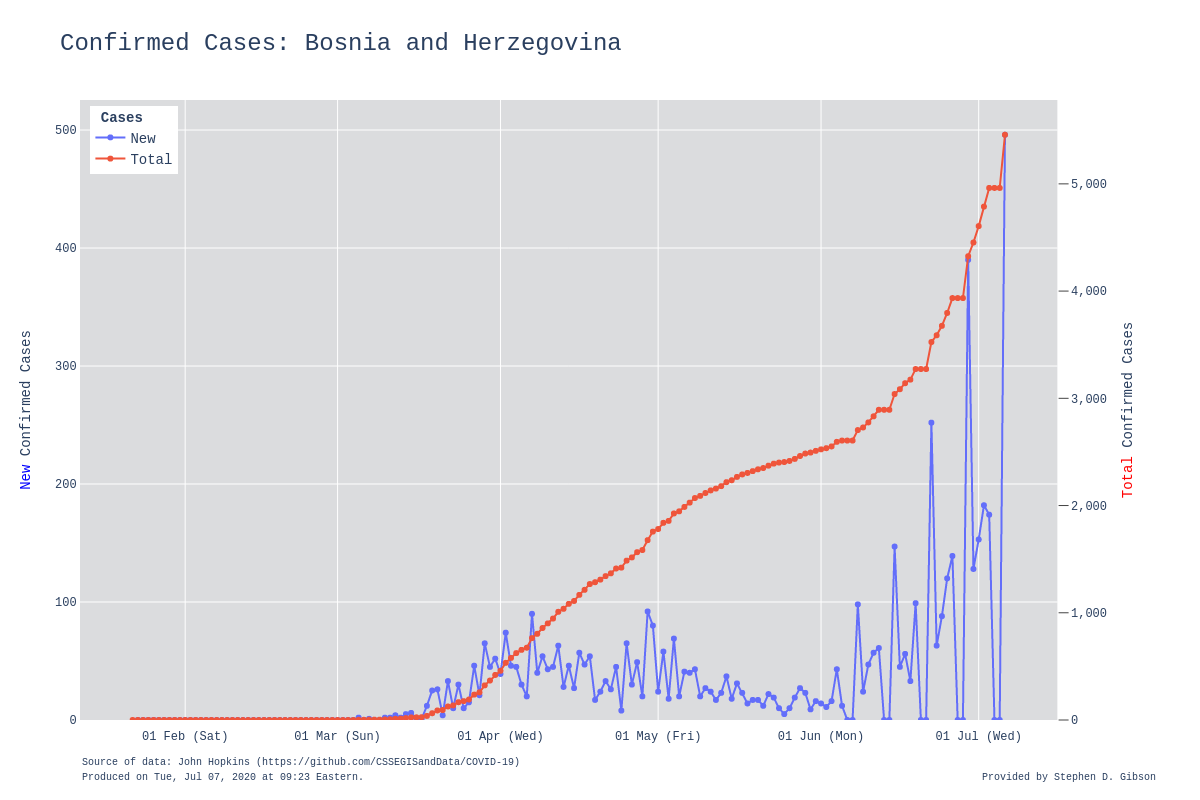 Confirmed Cases: Bosnia and Herzegovina
Cases
New
Total
500
400
300
200
100
0
5,000
4,000
3,000
2,000
1,000
0
New Confirmed Cases
Total Confirmed Cases
01 Feb (Sat)
01 Mar (Sun)
01 Apr (Wed)
01 May (Fri)
01 Jun (Mon)
01 Jul (Wed)
Source of data: John Hopkins (https://github.com/CSSEGISandData/COVID-19)
Produced on Tue, Jul 07, 2020 at 09:23 Eastern.
Provided by Stephen D. Gibson